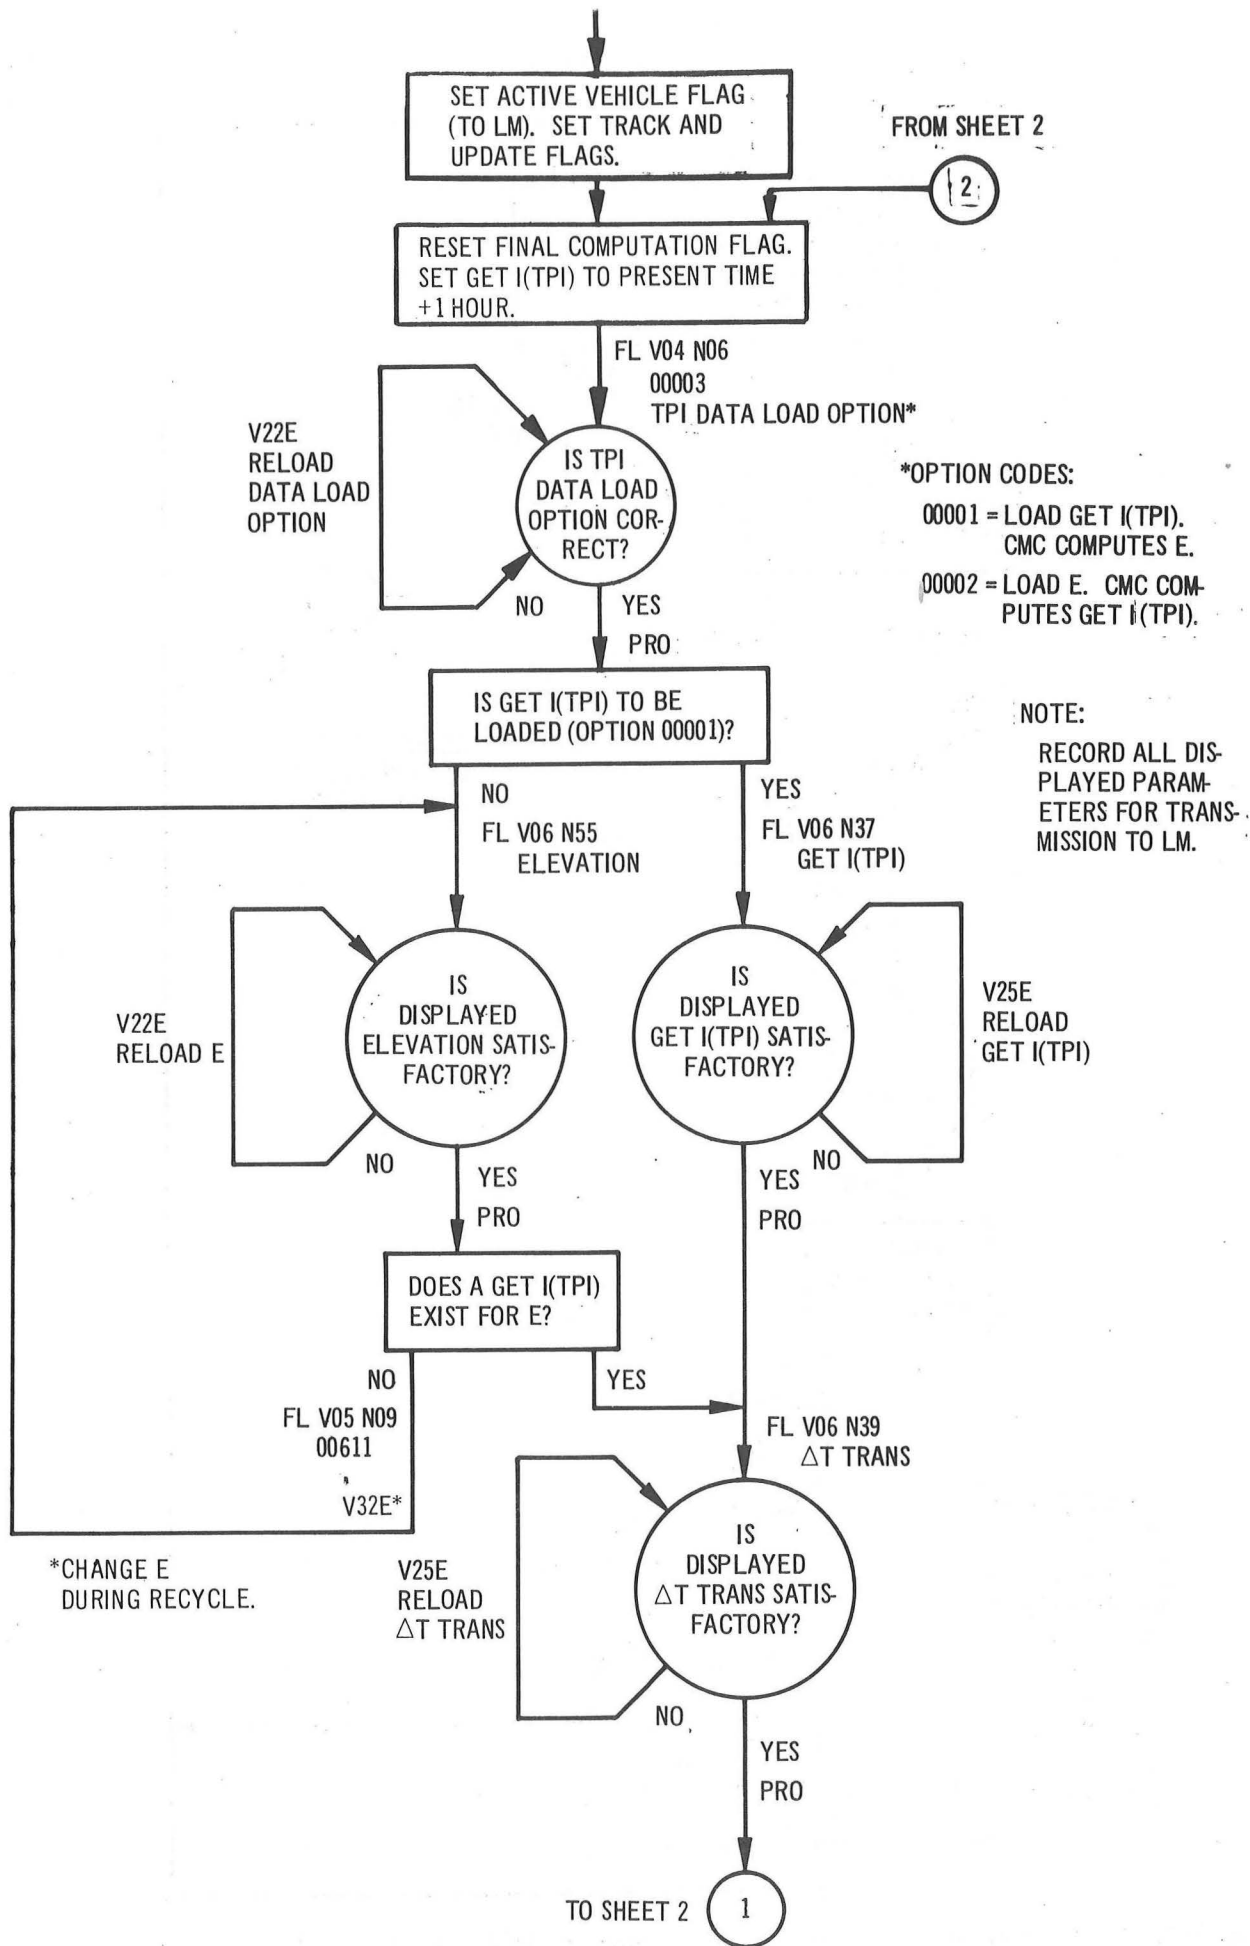 SET ACTIVE VEHICLE FLAG
(TO LM). SET TRACK AND
UPDATE FLAGS.
FROM SHEET 2
2
RESET FINAL COMPUTATION FLAG.
SET GET I(TPI) TO PRESENT TIME
+1 HOUR.
FL V04 N06
00003
TPI DATA LOAD OPTION*
V22E
RELOAD
DATA LOAD
OPTION
IS TPI
DATA LOAD
OPTION COR-
RECT?
NO
YES
PRO
*OPTION CODES:
00001 = LOAD GET I(TPI).
CMC COMPUTES E.
00002 = LOAD E. CMC COM-
PUTES GET I(TPI).
IS GET I(TPI) TO BE
LOADED (OPTION 00001)?
NOTE:
RECORD ALL DIS-
PLAYED PARAM-
ETERS FOR TRANS-
MISSION TO LM.
NO
FL V06 N55
ELEVATION
YES
FL V06 N37
GET I(TPI)
V22E
RELOAD E
IS
DISPLAYED
ELEVATION SATIS-
FACTORY?
NO
YES
PRO
IS
DISPLAYED
GET I(TPI) SATIS-
FACTORY?
V25E
RELOAD
GET I(TPI)
NO
YES
PRO
DOES A GET I(TPI)
EXIST FOR E?
NO
FL V05 N09
00611
V32E*
YES
*CHANGE E
DURING RECYCLE.
FL V06 N39
ΔT TRANS
V25E
RELOAD
ΔT TRANS
IS
DISPLAYED
ΔT TRANS SATIS-
FACTORY?
NO
YES
PRO
TO SHEET 2
1